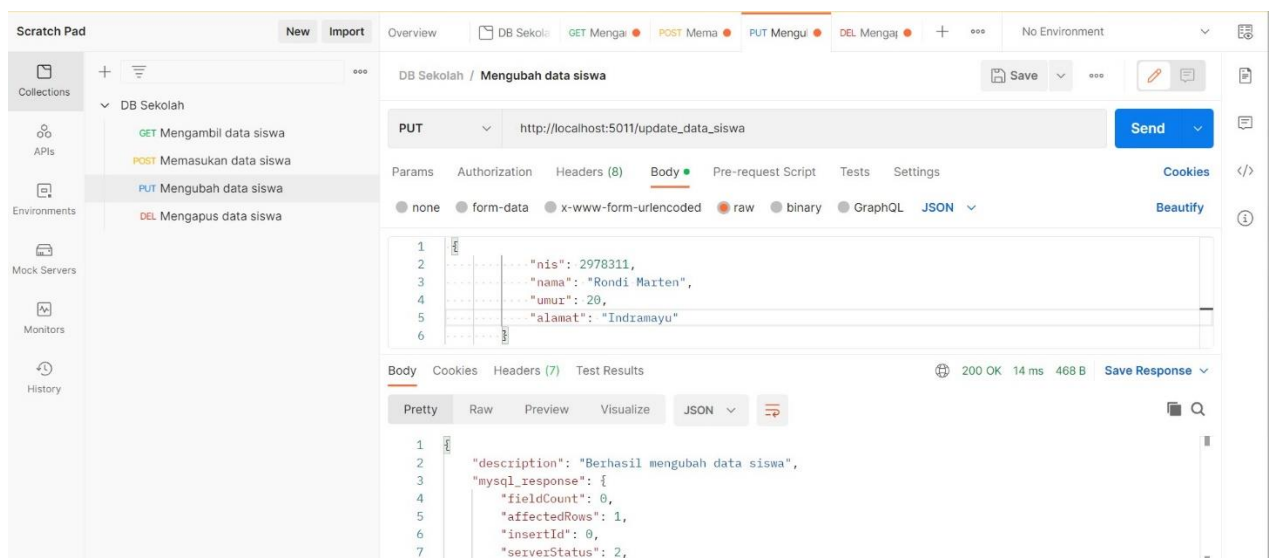 Scratch Pad
New
Import
Overview
DB Sekola
GET Mengai
POST Mema
PUT Mengul
DEL Mengap
No Environment
Collections
APIs
Environments
Mock Servers
Monitors
History
DB Sekolah
GET Mengambil data siswa
POST Memasukan data siswa
PUT Mengubah data siswa
DEL Mengapus data siswa
DB Sekolah / Mengubah data siswa
Save
PUT
http://localhost:5011/update_data_siswa
Send
Params Authorization Headers (8) Body Pre-request Script Tests Settings
Cookies
none form-data x-www-form-urlencoded raw binary GraphQL JSON
Beautify
1 {
2 "nis": 2978311,
3 "nama": "Rondi Marten",
4 "umur": 20,
5 "alamat": "Indramayu"
6 }
Body Cookies Headers (7) Test Results
200 OK 14 ms 468 B Save Response
Pretty Raw Preview Visualize JSON
1 {
2 "description": "Berhasil mengubah data siswa",
3 "mysql_response": {
4 "fieldCount": 0,
5 "affectedRows": 1,
6 "insertId": 0,
7 "serverStatus": 2,